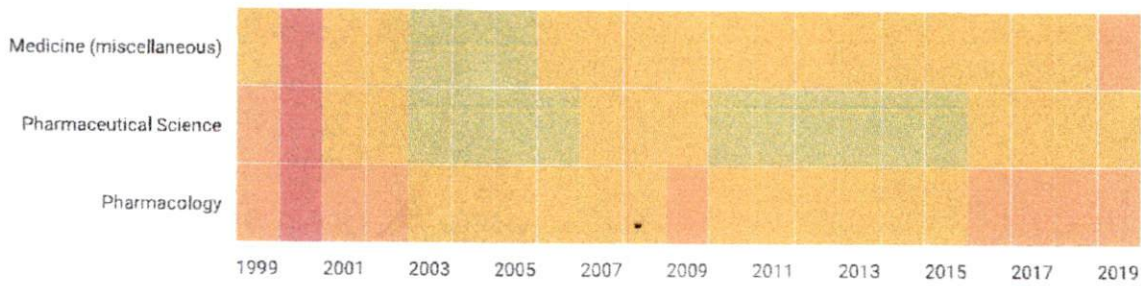 Medicine (miscellaneous)
Pharmaceutical Science
Pharmacology
1999 2001 2003 2005 2007 2009 2011 2013 2015 2017 2019